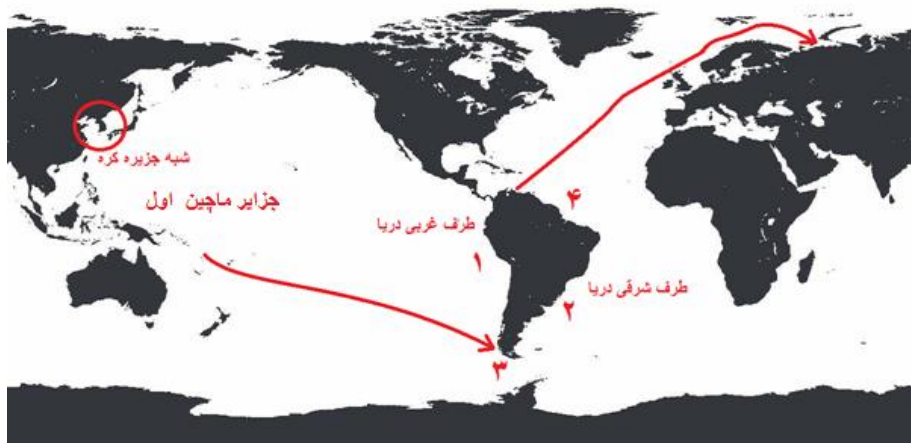 شبه جزیره کره
جزایر ماچین اول
طرف غربی دریا
۱
۴
طرف شرقی دریا
۲
۳